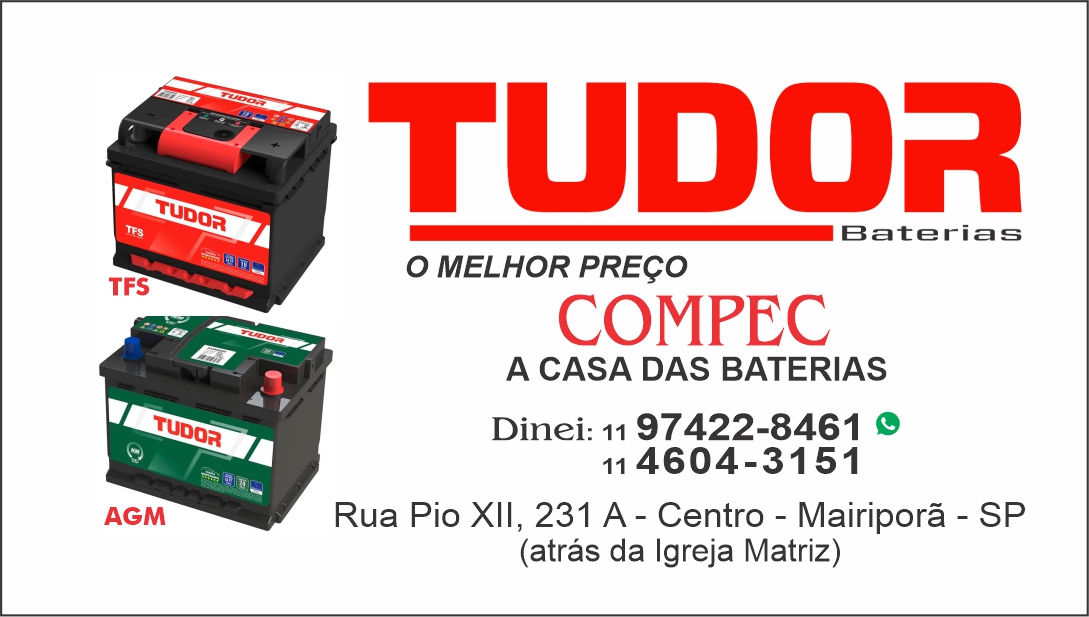 TUDOR
TUDOR
TFS
TFS
TUDOR
TUDOR
AGM
TUDOR
Baterias
O MELHOR PREÇO
COMPEC
A CASA DAS BATERIAS
Dinei: 11 97422-8461
11 4604-3151
Rua Pio XII, 231 A - Centro - Mairiporã - SP
(atrás da Igreja Matriz)